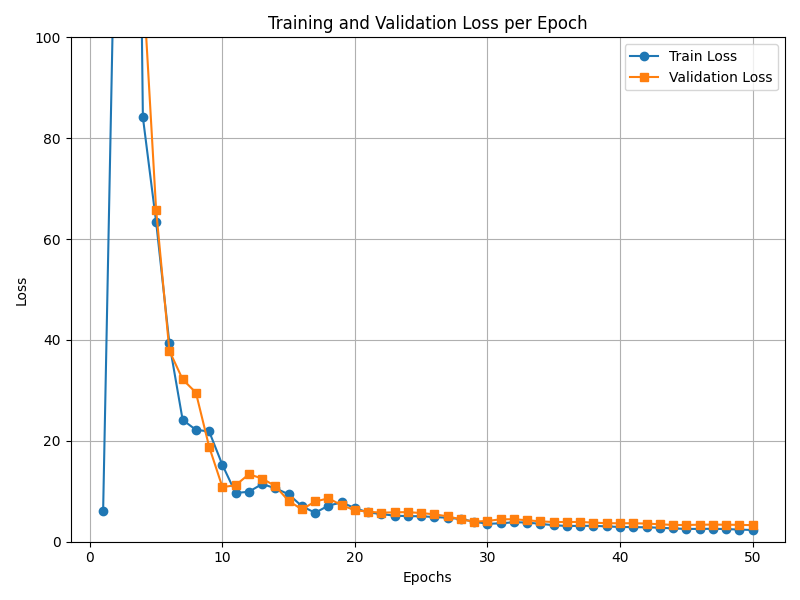 Training and Validation Loss per Epoch
Train Loss
Validation Loss
Loss
100
80
60
40
20
0
0 10 20 30 40 50
Epochs